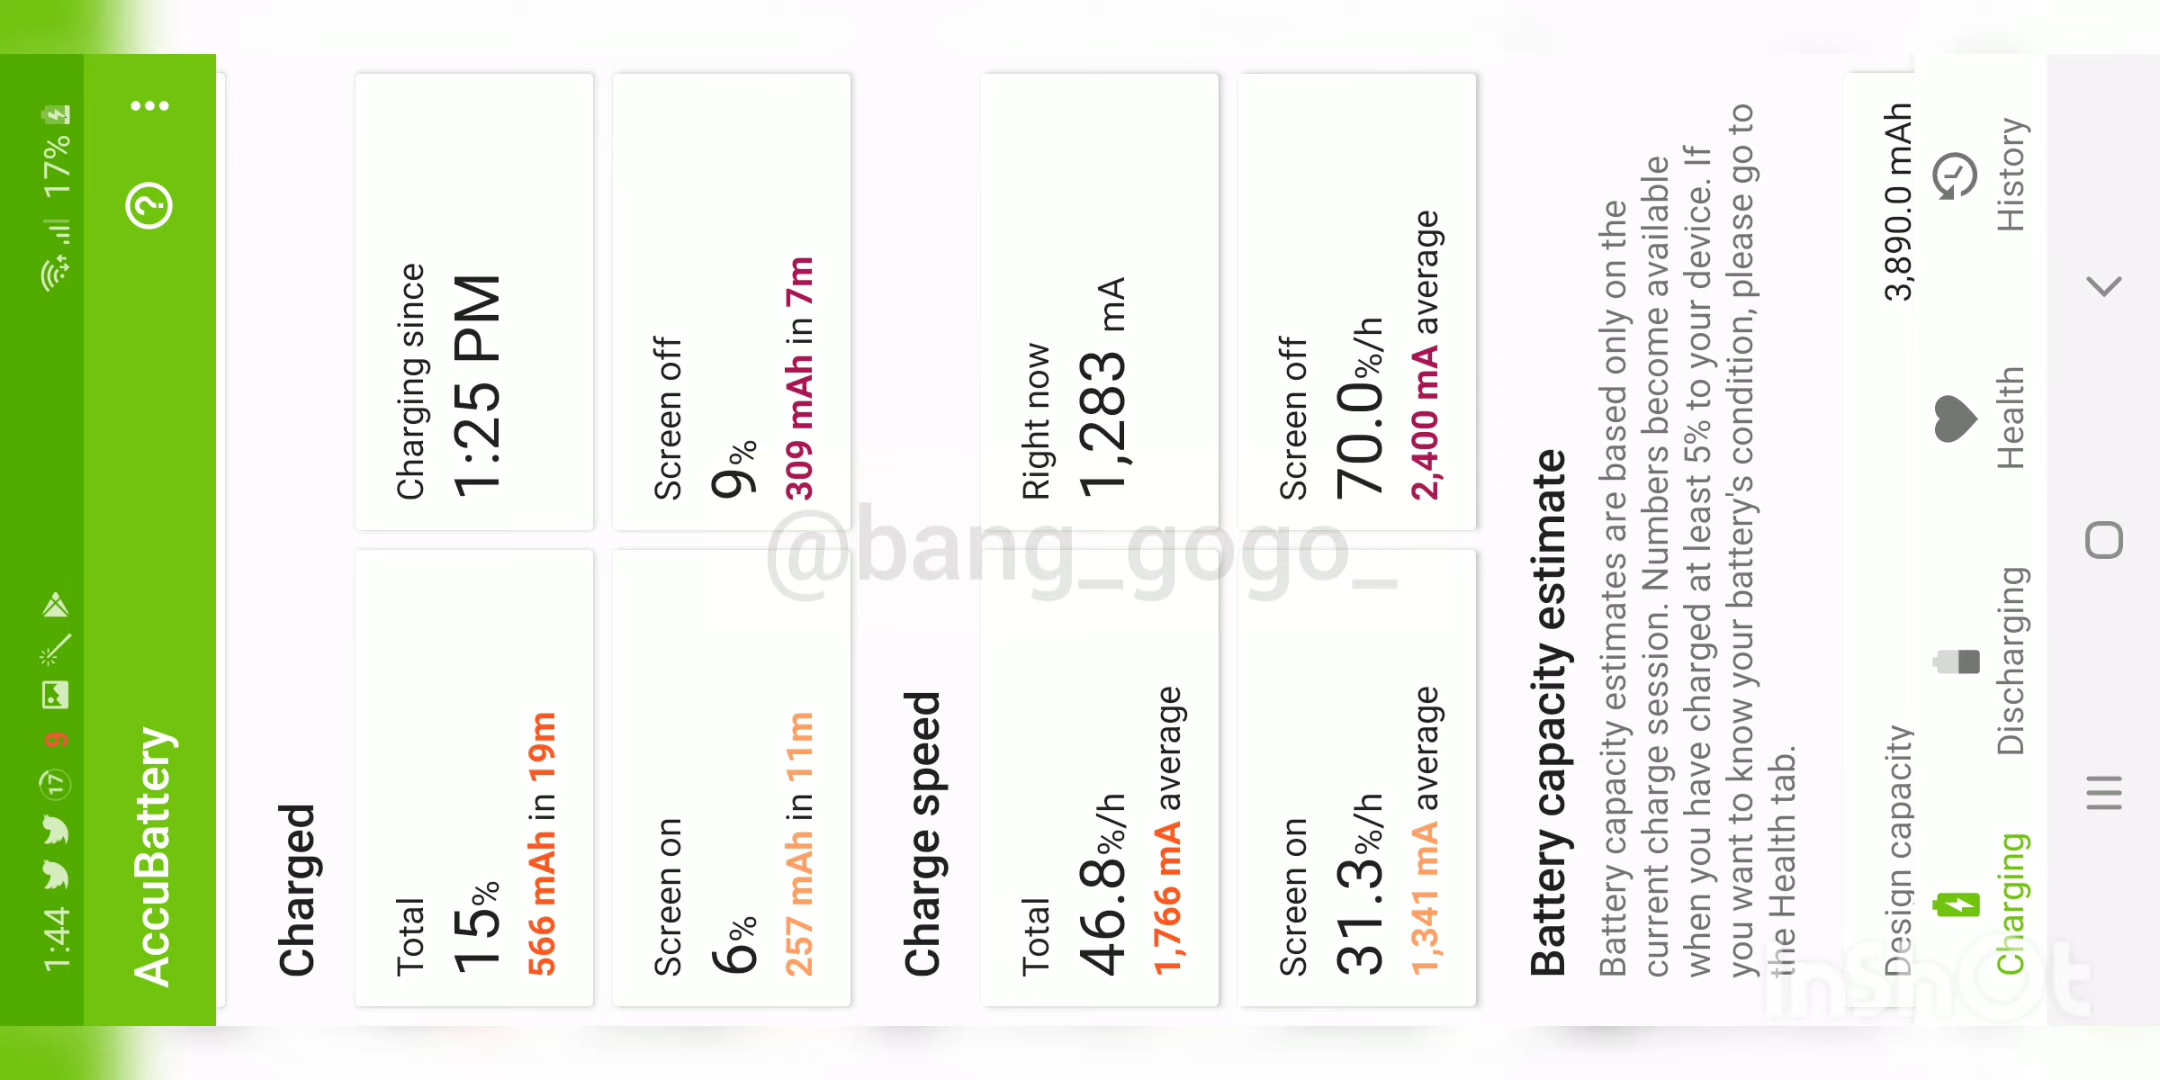 1:44 17 9 17%
AccuBattery
Charged
Total
15%
566 mAh in 19m
Charging since
1:25 PM
Screen on
6%
257 mAh in 11m
Screen off
9%
309 mAh in 7m
Charge speed
Total
46.8%/h
1,766 mA average
Right now
1,283 mA
Screen on
31.3%/h
1,341 mA average
Screen off
70.0%/h
2,400 mA average
@bang_gogo_
Battery capacity estimate
Battery capacity estimates are based only on the
current charge session. Numbers become available
when you have charged at least 5% to your device. If
you want to know your battery's condition, please go to
the Health tab.
Design capacity 3,890.0 mAh
Charging Discharging Health History
InShOt